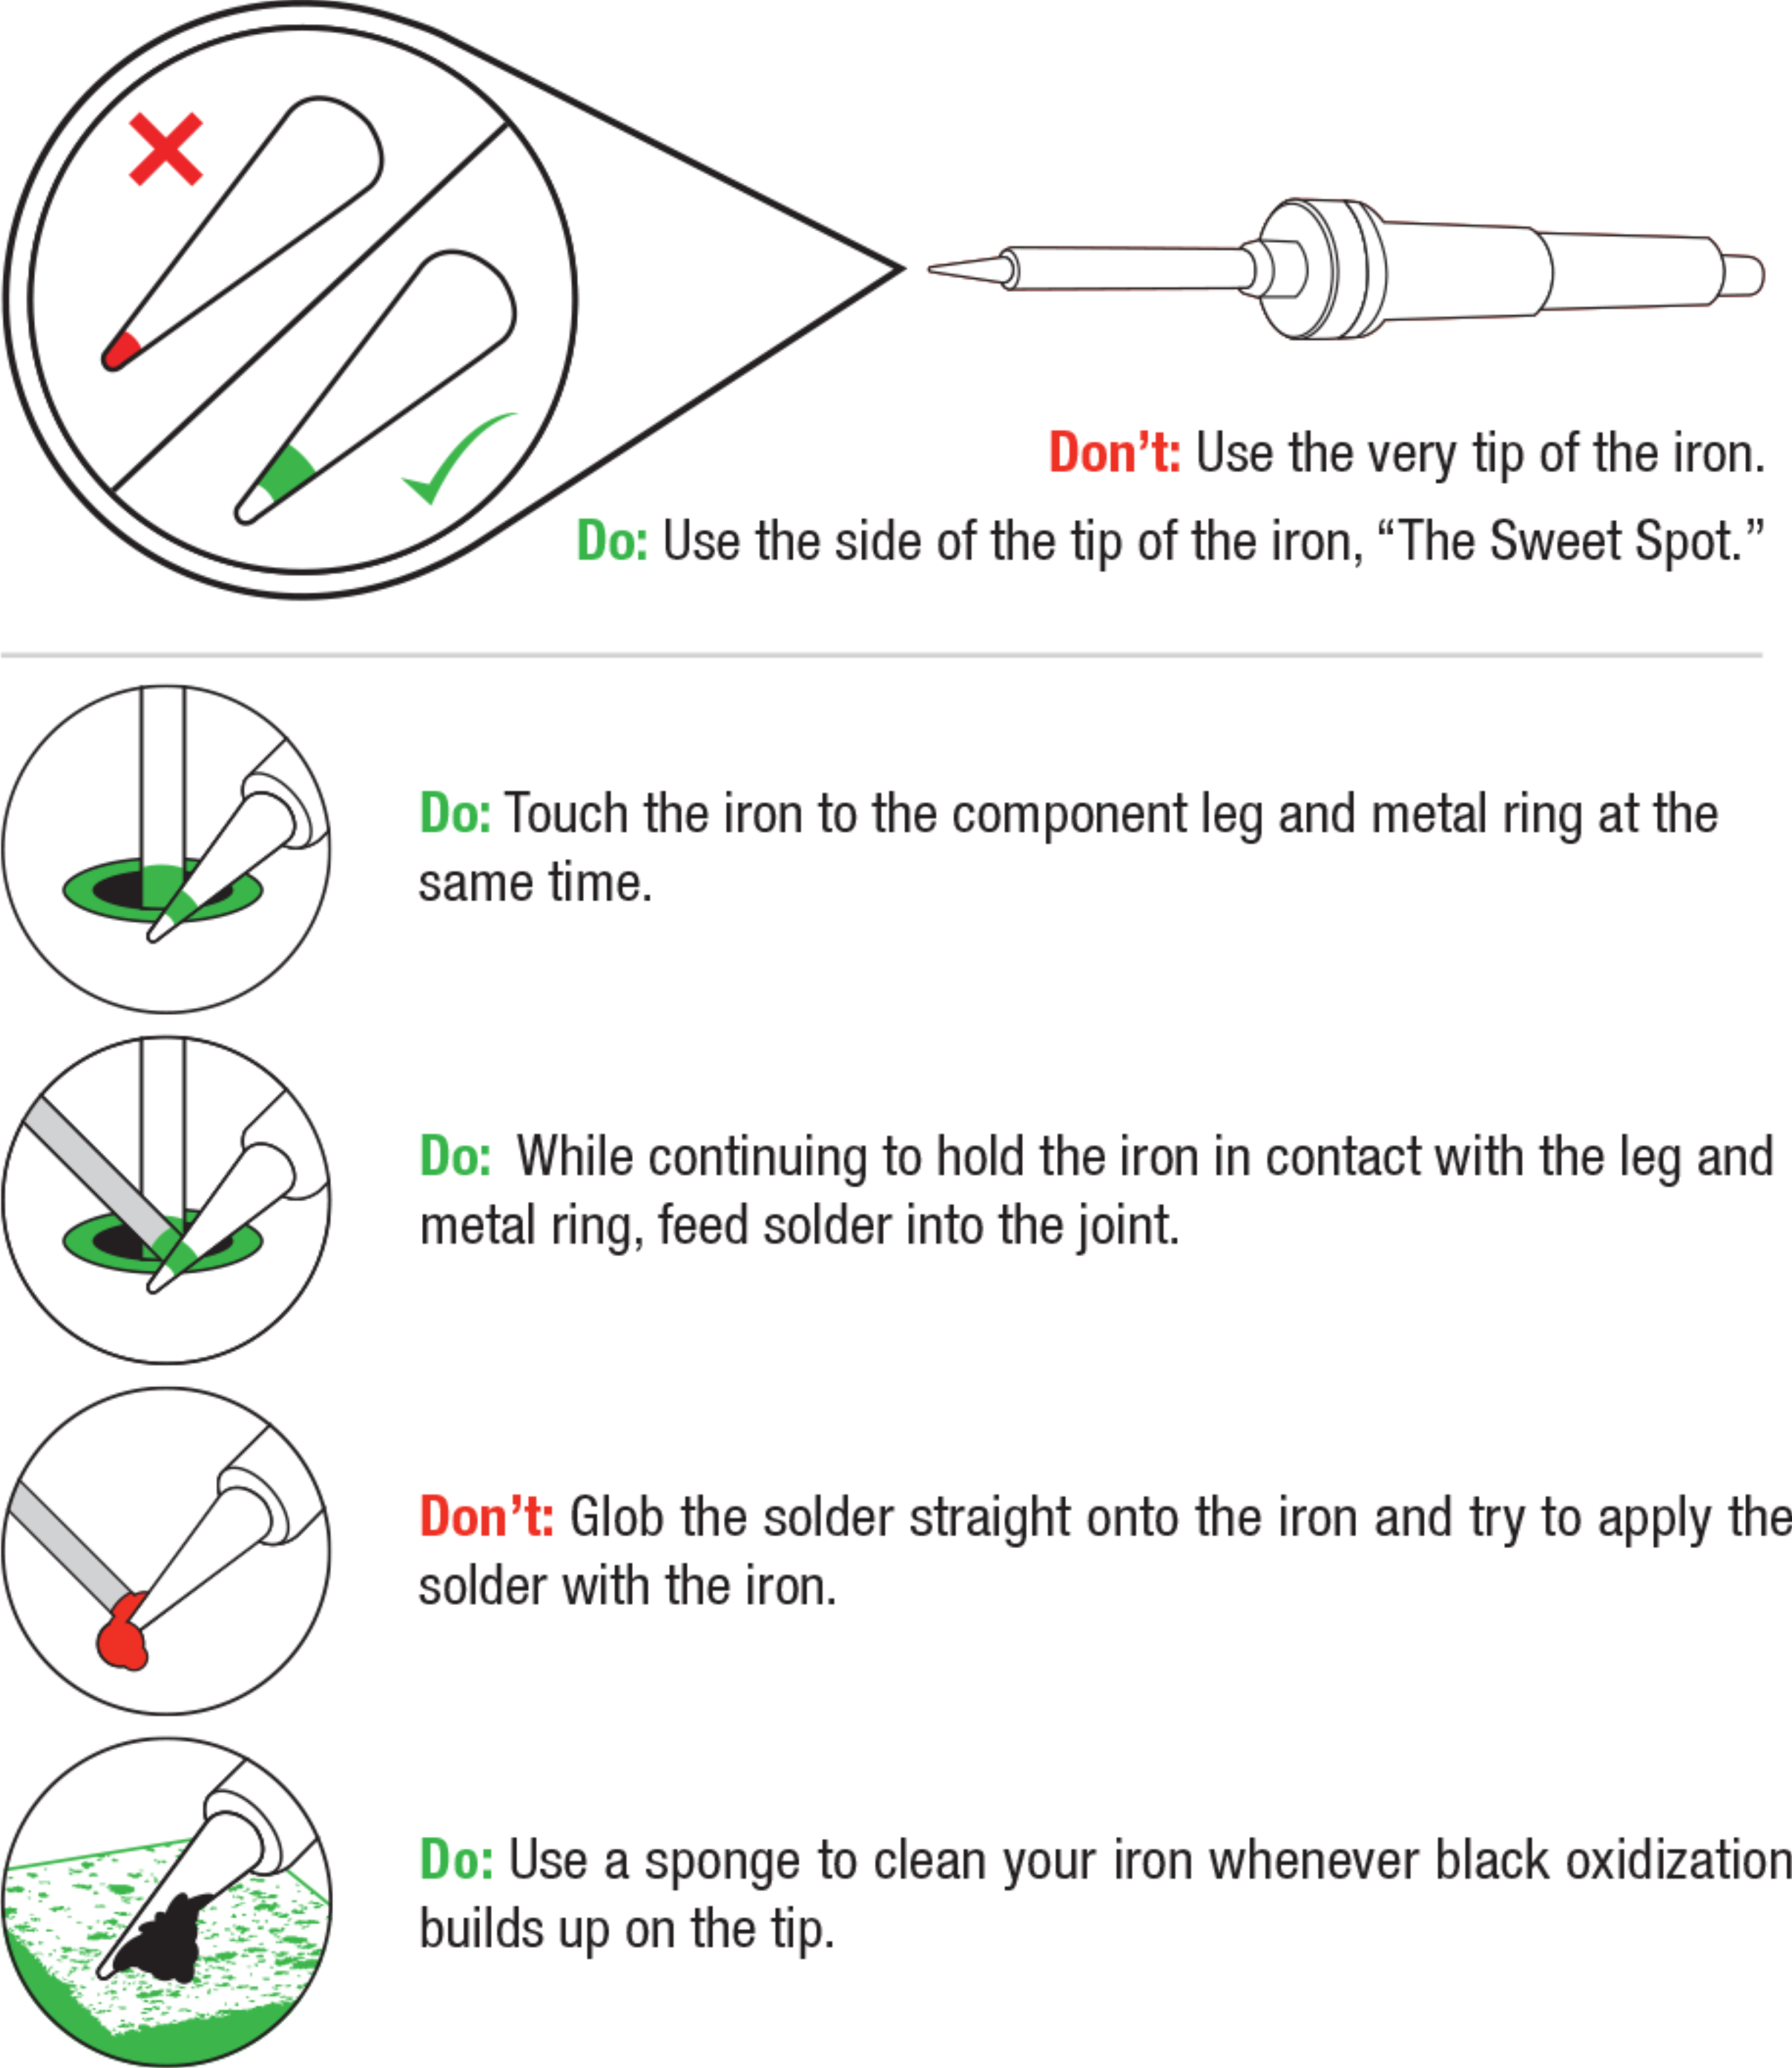 Don’t: Use the very tip of the iron.
Do: Use the side of the tip of the iron, “The Sweet Spot.”
Do: Touch the iron to the component leg and metal ring at the
same time.
Do: While continuing to hold the iron in contact with the leg and
metal ring, feed solder into the joint.
Don’t: Glob the solder straight onto the iron and try to apply the
solder with the iron.
Do: Use a sponge to clean your iron whenever black oxidization
builds up on the tip.